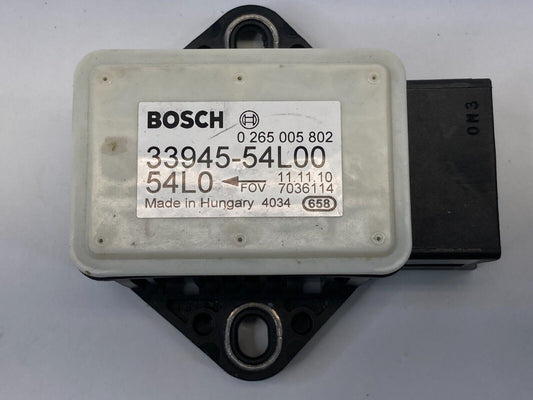 BOSCH
0 265 005 802
33945-54L00
54L0 FOV 11.11.10
7036114
Made in Hungary 4034 658
OM3